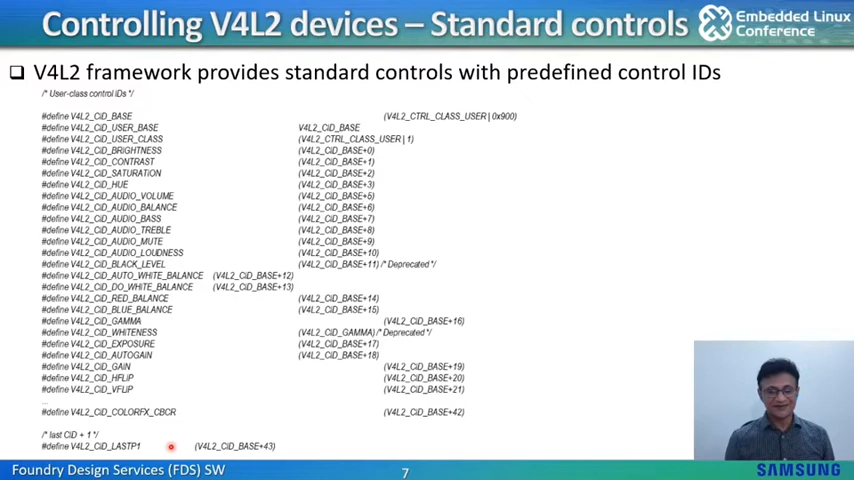 Controlling V4L2 devices – Standard controls
Embedded Linux
Conference
❑ V4L2 framework provides standard controls with predefined control IDs
/* User-class control IDs */
#define V4L2_CID_BASE (V4L2_CTRL_CLASS_USER | 0x900)
#define V4L2_CID_USER_BASE V4L2_CID_BASE
#define V4L2_CID_USER_CLASS (V4L2_CTRL_CLASS_USER | 1)
#define V4L2_CID_BRIGHTNESS (V4L2_CID_BASE+0)
#define V4L2_CID_CONTRAST (V4L2_CID_BASE+1)
#define V4L2_CID_SATURATION (V4L2_CID_BASE+2)
#define V4L2_CID_HUE (V4L2_CID_BASE+3)
#define V4L2_CID_AUDIO_VOLUME (V4L2_CID_BASE+5)
#define V4L2_CID_AUDIO_BALANCE (V4L2_CID_BASE+6)
#define V4L2_CID_AUDIO_BASS (V4L2_CID_BASE+7)
#define V4L2_CID_AUDIO_TREBLE (V4L2_CID_BASE+8)
#define V4L2_CID_AUDIO_MUTE (V4L2_CID_BASE+9)
#define V4L2_CID_AUDIO_LOUDNESS (V4L2_CID_BASE+10)
#define V4L2_CID_BLACK_LEVEL (V4L2_CID_BASE+11) /* Deprecated */
#define V4L2_CID_AUTO_WHITE_BALANCE (V4L2_CID_BASE+12)
#define V4L2_CID_DO_WHITE_BALANCE (V4L2_CID_BASE+13)
#define V4L2_CID_RED_BALANCE (V4L2_CID_BASE+14)
#define V4L2_CID_BLUE_BALANCE (V4L2_CID_BASE+15)
#define V4L2_CID_GAMMA (V4L2_CID_BASE+16)
#define V4L2_CID_WHITENESS (V4L2_CID_GAMMA) /* Deprecated */
#define V4L2_CID_EXPOSURE (V4L2_CID_BASE+17)
#define V4L2_CID_AUTOGAIN (V4L2_CID_BASE+18)
#define V4L2_CID_GAIN (V4L2_CID_BASE+19)
#define V4L2_CID_HFLIP (V4L2_CID_BASE+20)
#define V4L2_CID_VFLIP (V4L2_CID_BASE+21)
...
#define V4L2_CID_COLORFX_CBCR (V4L2_CID_BASE+42)
/* last CID + 1 */
#define V4L2_CID_LASTP1 (V4L2_CID_BASE+43)
Foundry Design Services (FDS) SW
7
SAMSUNG